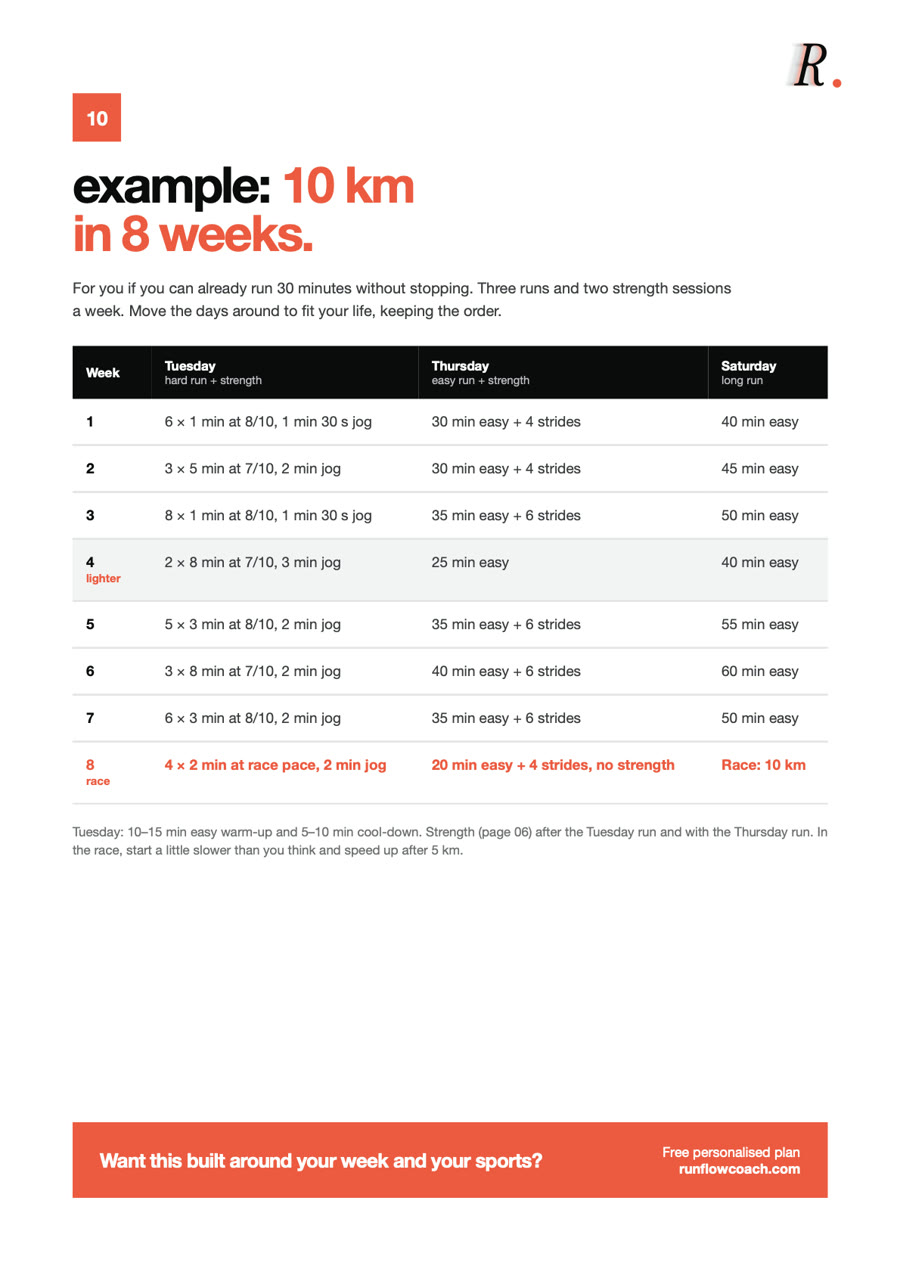 R.
10
example: 10 km
in 8 weeks.
For you if you can already run 30 minutes without stopping. Three runs and two strength sessions
a week. Move the days around to fit your life, keeping the order.
Week Tuesday Thursday Saturday
hard run + strength easy run + strength long run
1 6 × 1 min at 8/10, 1 min 30 s jog 30 min easy + 4 strides 40 min easy
2 3 × 5 min at 7/10, 2 min jog 30 min easy + 4 strides 45 min easy
3 8 × 1 min at 8/10, 1 min 30 s jog 35 min easy + 6 strides 50 min easy
4 2 × 8 min at 7/10, 3 min jog 25 min easy 40 min easy
lighter
5 5 × 3 min at 8/10, 2 min jog 35 min easy + 6 strides 55 min easy
6 3 × 8 min at 7/10, 2 min jog 40 min easy + 6 strides 60 min easy
7 6 × 3 min at 8/10, 2 min jog 35 min easy + 6 strides 50 min easy
8 4 × 2 min at race pace, 2 min jog 20 min easy + 4 strides, no strength Race: 10 km
race
Tuesday: 10–15 min easy warm-up and 5–10 min cool-down. Strength (page 06) after the Tuesday run and with the Thursday run. In
the race, start a little slower than you think and speed up after 5 km.
Want this built around your week and your sports?
Free personalised plan
runflowcoach.com